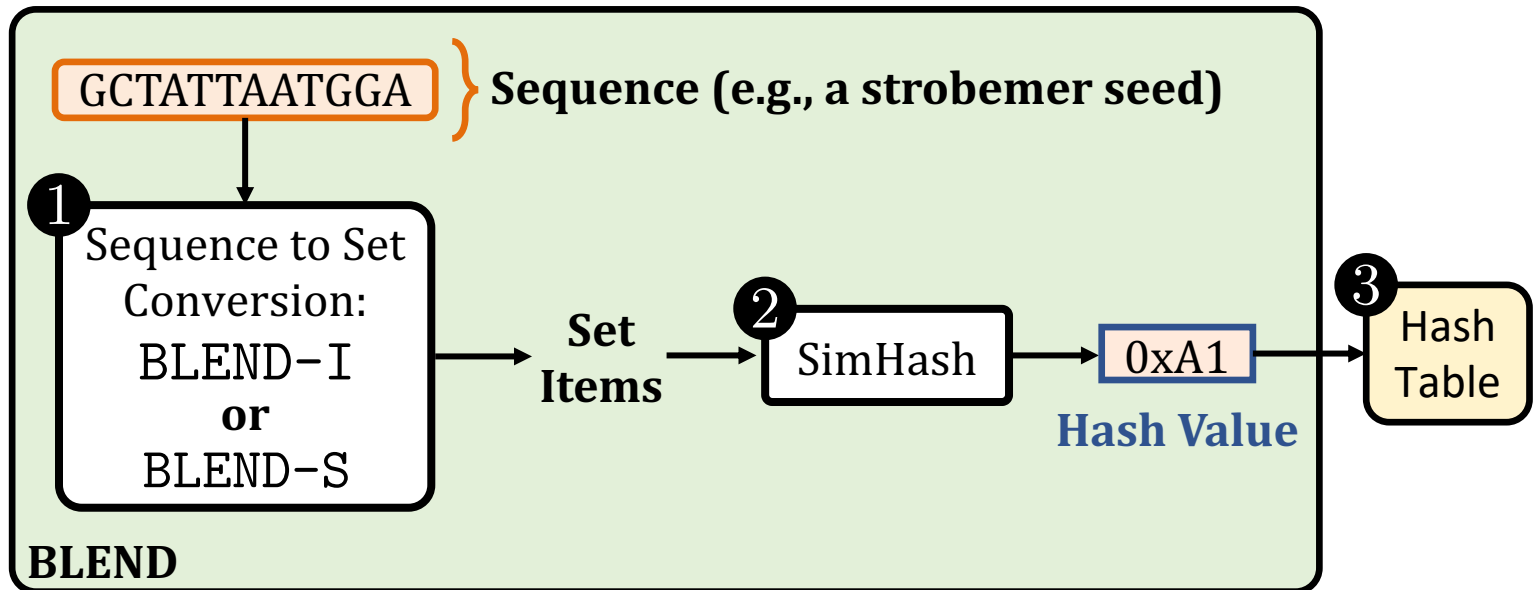 GCTATTAATGGA
Sequence (e.g., a strobemer seed)
1
Sequence to Set
Conversion:
BLEND-I
or
BLEND-S
Set
Items
2
SimHash
0xA1
Hash Value
3
Hash
Table
BLEND